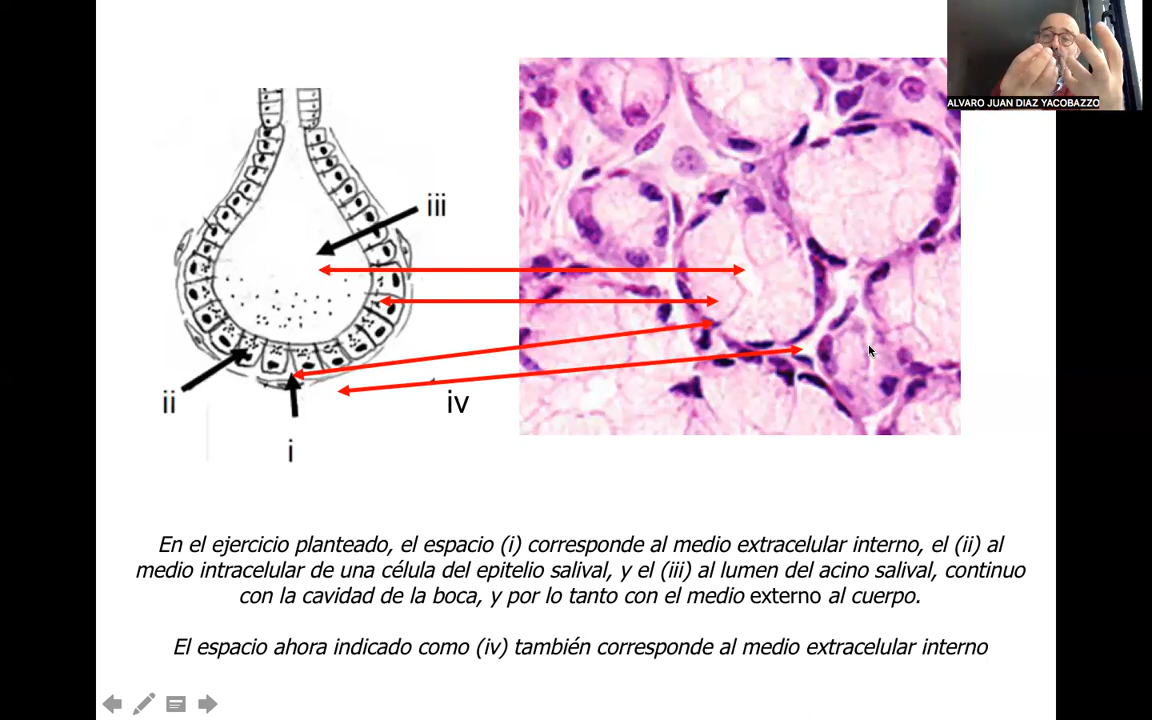 ALVARO JUAN DIAZ YACOBAZZO
iii
ii
iv
i
En el ejercicio planteado, el espacio (i) corresponde al medio extracelular interno, el (ii) al
medio intracelular de una célula del epitelio salival, y el (iii) al lumen del acino salival, continuo
con la cavidad de la boca, y por lo tanto con el medio externo al cuerpo.
El espacio ahora indicado como (iv) también corresponde al medio extracelular interno